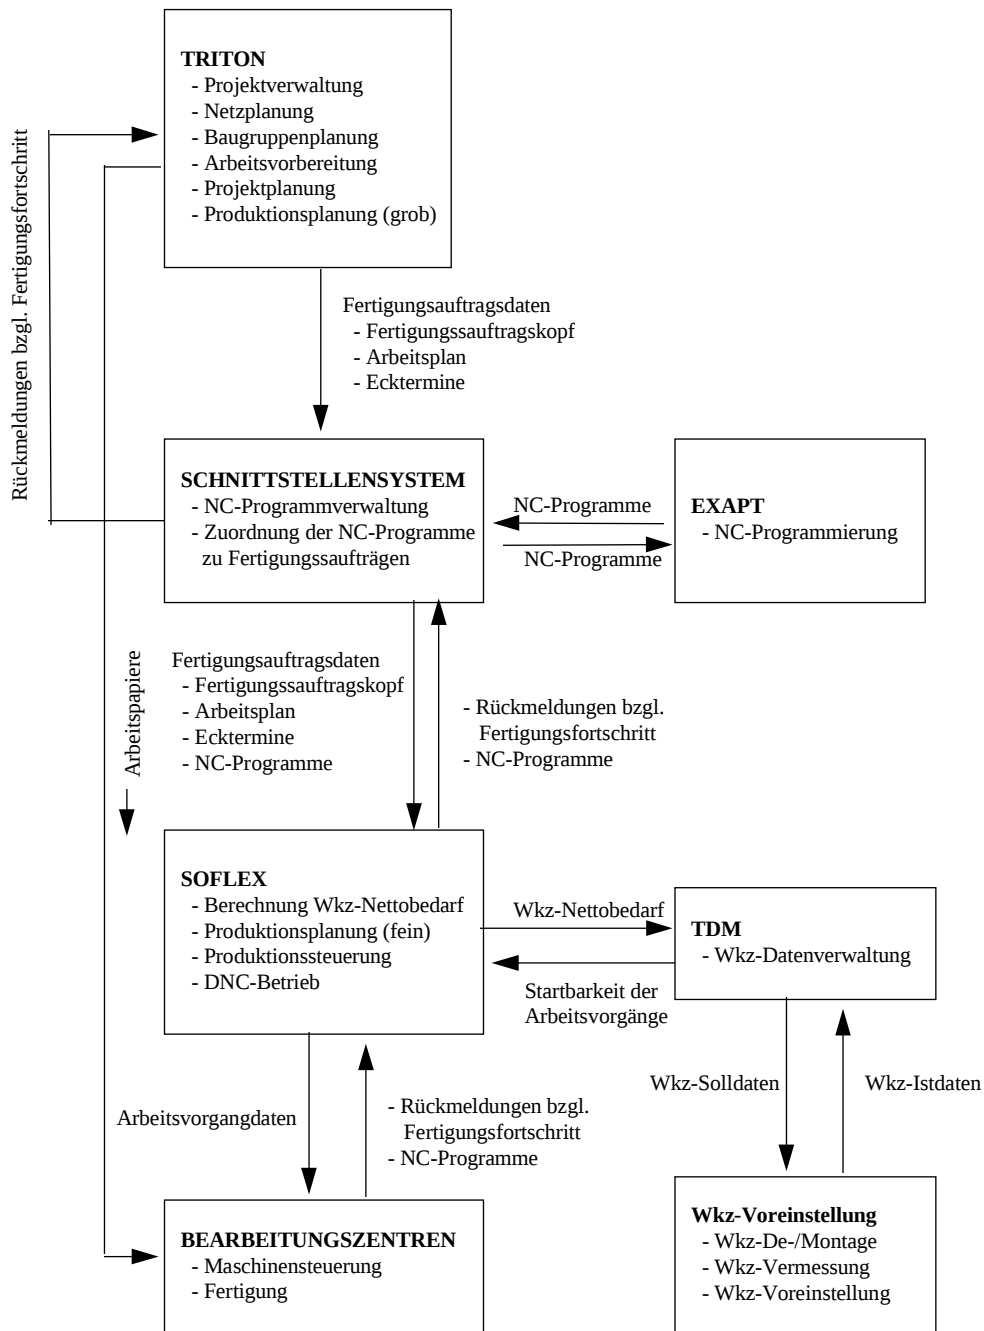 TRITON
- Projektverwaltung
- Netzplanung
- Baugruppenplanung
- Arbeitsvorbereitung
- Projektplanung
- Produktionsplanung (grob)
Rückmeldungen bzgl. Fertigungsfortschritt
Fertigungsauftragsdaten
- Fertigungssauftragskopf
- Arbeitsplan
- Ecktermine
SCHNITTSTELLENSYSTEM
- NC-Programmverwaltung
- Zuordnung der NC-Programme
zu Fertigungssaufträgen
NC-Programme
NC-Programme
EXAPT
- NC-Programmierung
Arbeitspapiere
Fertigungsauftragsdaten
- Fertigungssauftragskopf
- Arbeitsplan
- Ecktermine
- NC-Programme
- Rückmeldungen bzgl.
Fertigungsfortschritt
- NC-Programme
SOFLEX
- Berechnung Wkz-Nettobedarf
- Produktionsplanung (fein)
- Produktionssteuerung
- DNC-Betrieb
Wkz-Nettobedarf
Startbarkeit der
Arbeitsvorgänge
TDM
- Wkz-Datenverwaltung
Arbeitsvorgangdaten
- Rückmeldungen bzgl.
Fertigungsfortschritt
- NC-Programme
Wkz-Solldaten
Wkz-Istdaten
BEARBEITUNGSZENTREN
- Maschinensteuerung
- Fertigung
Wkz-Voreinstellung
- Wkz-De-/Montage
- Wkz-Vermessung
- Wkz-Voreinstellung